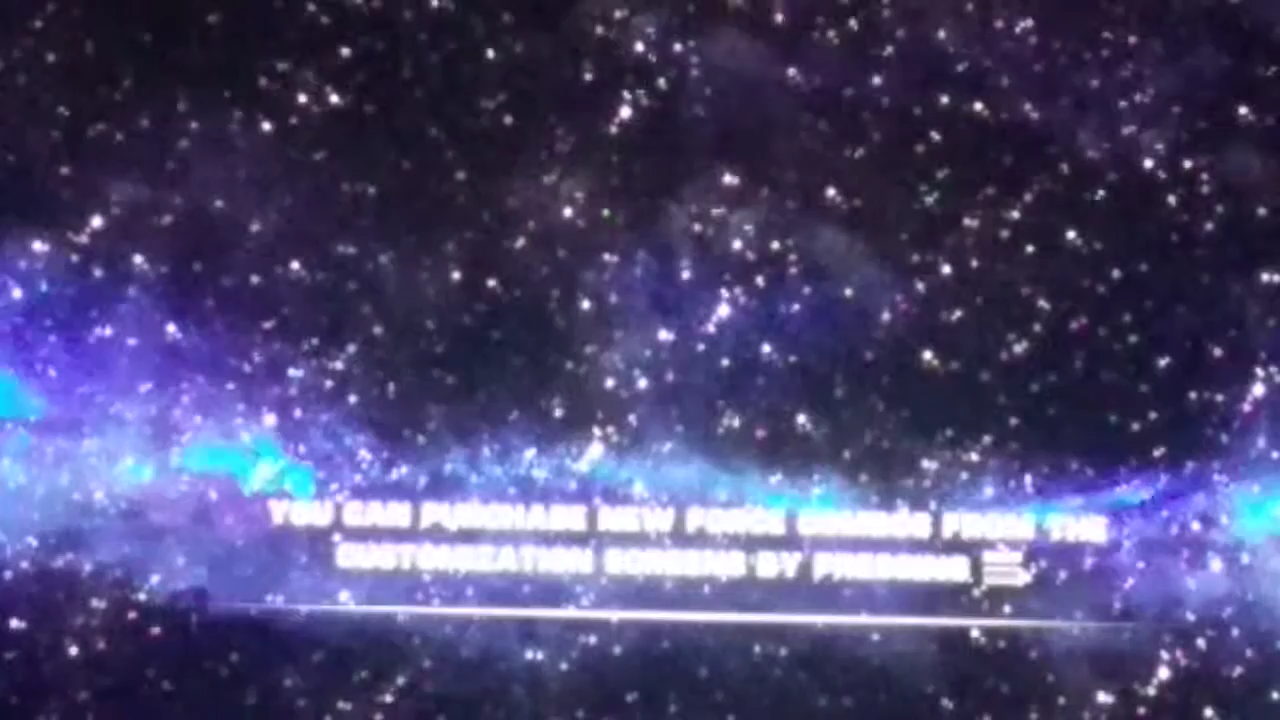 YOU CAN PURCHASE NEW FORCE COMBOS FROM THE
CUSTOMIZATION SCREENS BY PRESSING